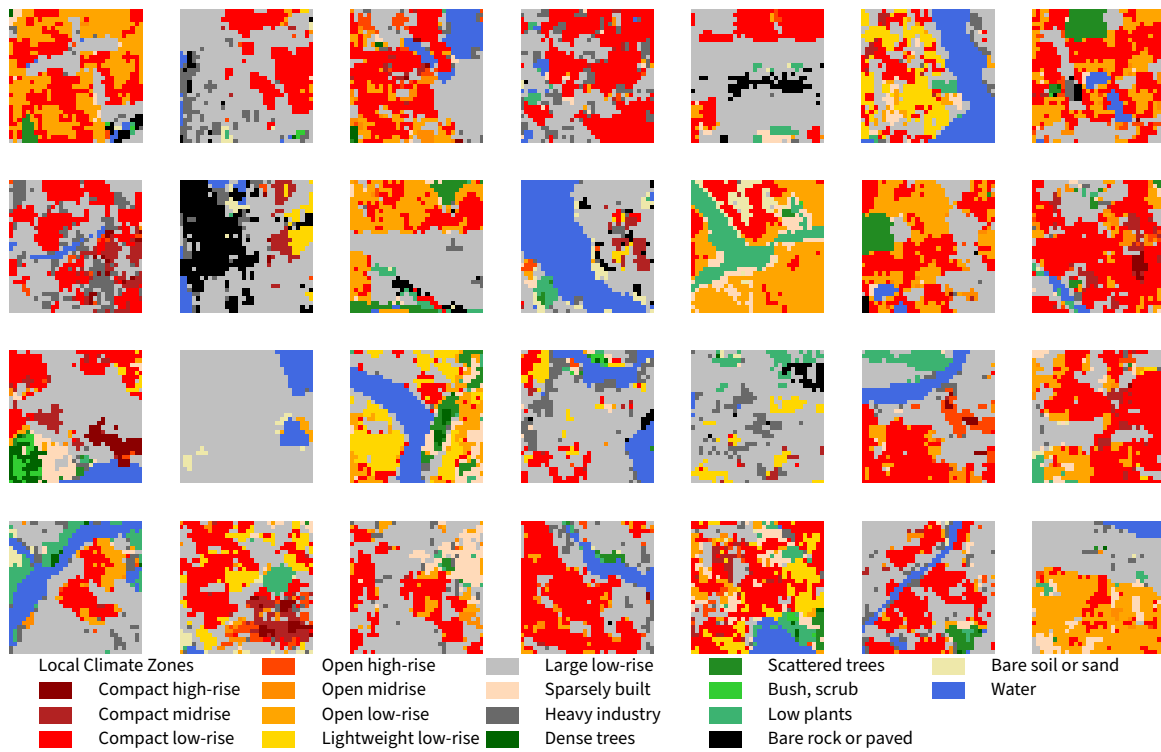 Local Climate Zones
Compact high-rise
Compact midrise
Compact low-rise
Open high-rise
Open midrise
Open low-rise
Lightweight low-rise
Large low-rise
Sparsely built
Heavy industry
Dense trees
Scattered trees
Bush, scrub
Low plants
Bare rock or paved
Bare soil or sand
Water